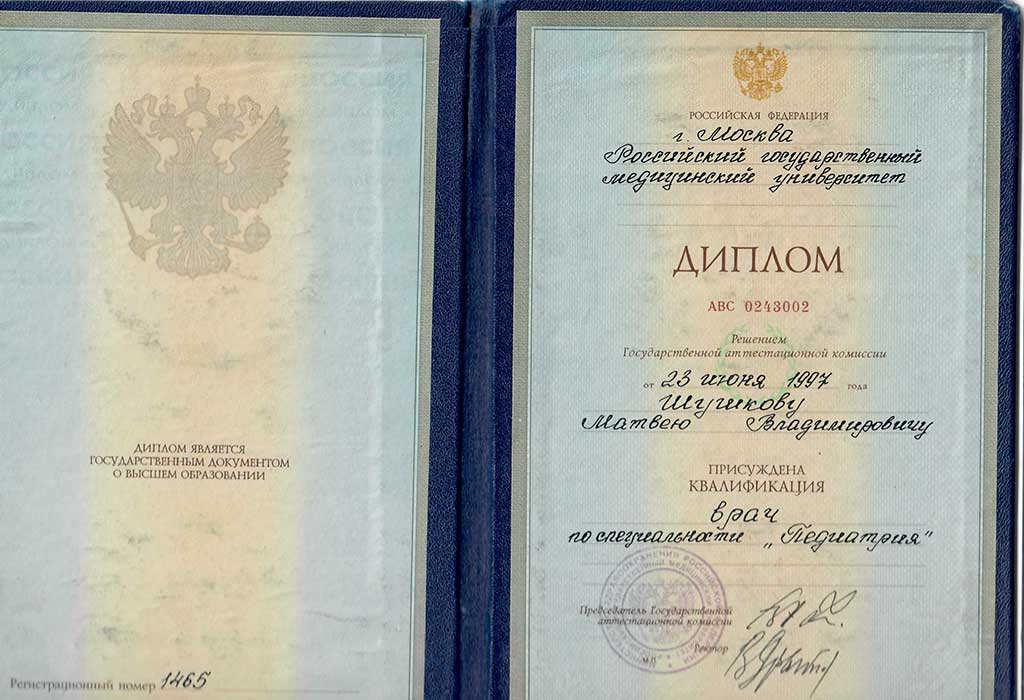 ДИПЛОМ ЯВЛЯЕТСЯ
ГОСУДАРСТВЕННЫМ ДОКУМЕНТОМ
О ВЫСШЕМ ОБРАЗОВАНИИ
Регистрационный номер 1465
РОССИЙСКАЯ ФЕДЕРАЦИЯ
г. Москва
Российский государственный
медицинский университет
ДИПЛОМ
АВС 0243002
Решением
Государственной аттестационной комиссии
от 23 июня 1997 года
Шушкову
Матвею Владимировичу
ПРИСУЖДЕНА
КВАЛИФИКАЦИЯ
врач
по специальности „Педиатрия"
Председатель Государственной
аттестационной комиссии
Ректор
М.П.